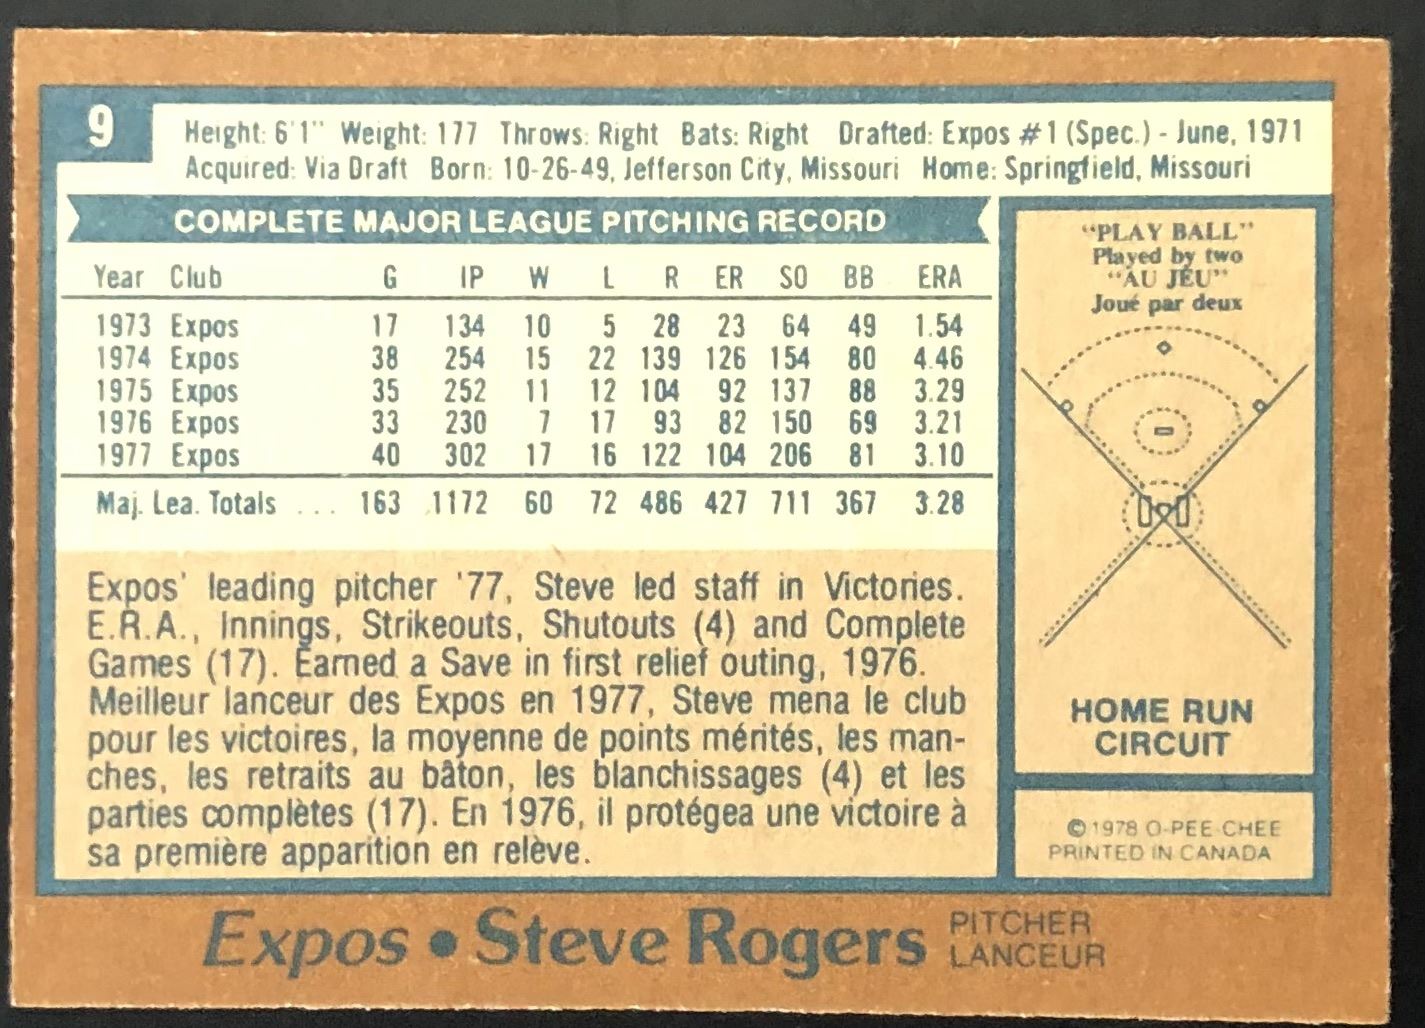 9
Height: 6'1" Weight: 177 Throws: Right Bats: Right Drafted: Expos #1 (Spec.) - June, 1971
Acquired: Via Draft Born: 10-26-49, Jefferson City, Missouri Home: Springfield, Missouri
COMPLETE MAJOR LEAGUE PITCHING RECORD
Year Club G IP W L R ER SO BB ERA
1973 Expos 17 134 10 5 28 23 64 49 1.54
1974 Expos 38 254 15 22 139 126 154 80 4.46
1975 Expos 35 252 11 12 104 92 137 88 3.29
1976 Expos 33 230 7 17 93 82 150 69 3.21
1977 Expos 40 302 17 16 122 104 206 81 3.10
Maj. Lea. Totals ... 163 1172 60 72 486 427 711 367 3.28
Expos' leading pitcher '77, Steve led staff in Victories.
E.R.A., Innings, Strikeouts, Shutouts (4) and Complete
Games (17). Earned a Save in first relief outing, 1976.
Meilleur lanceur des Expos en 1977, Steve mena le club
pour les victoires, la moyenne de points mérités, les man-
ches, les retraits au bâton, les blanchissages (4) et les
parties complètes (17). En 1976, il protégea une victoire à
sa première apparition en relève.
"PLAY BALL"
Played by two
"AU JEU"
Joué par deux
HOME RUN
CIRCUIT
© 1978 O-PEE-CHEE
PRINTED IN CANADA
Expos • Steve Rogers
PITCHER
LANCEUR